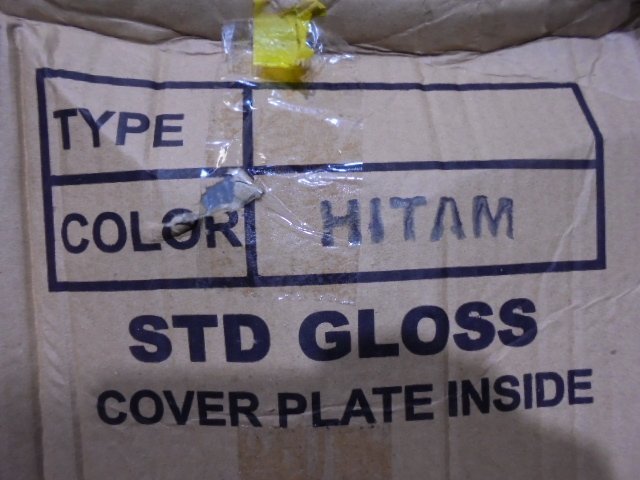 TYPE
COLOR HITAM
STD GLOSS
COVER PLATE INSIDE